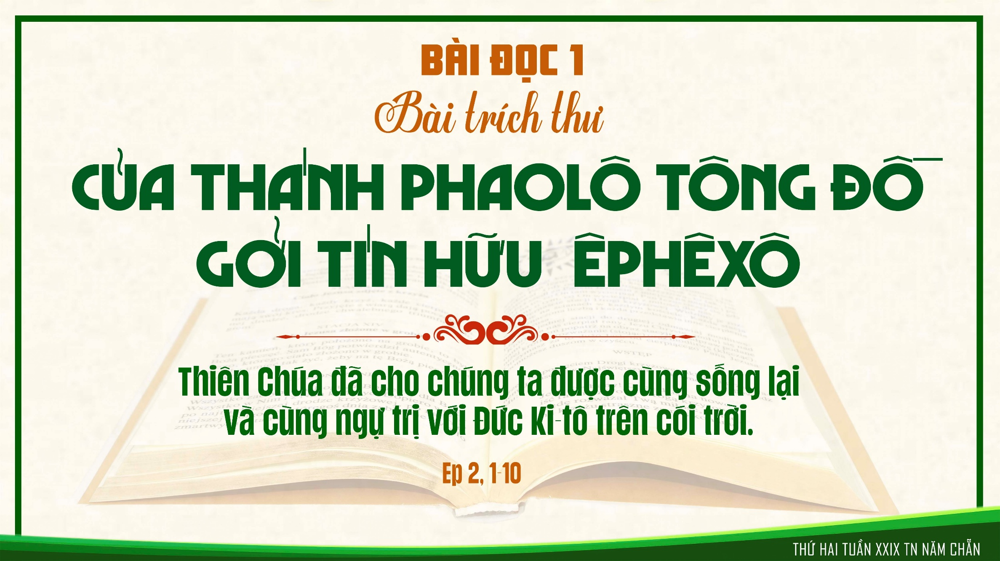 BÀI ĐỌC 1
Bài trích thư
CỦA THÁNH PHAOLÔ TÔNG ĐỒ
GỞI TÍN HỮU ÊPHÊXÔ
Thiên Chúa đã cho chúng ta được cùng sống lại
và cùng ngự trị với Đức Ki-tô trên cõi trời.
Ep 2, 1-10
THỨ HAI TUẦN XXIX TN NĂM CHẴN